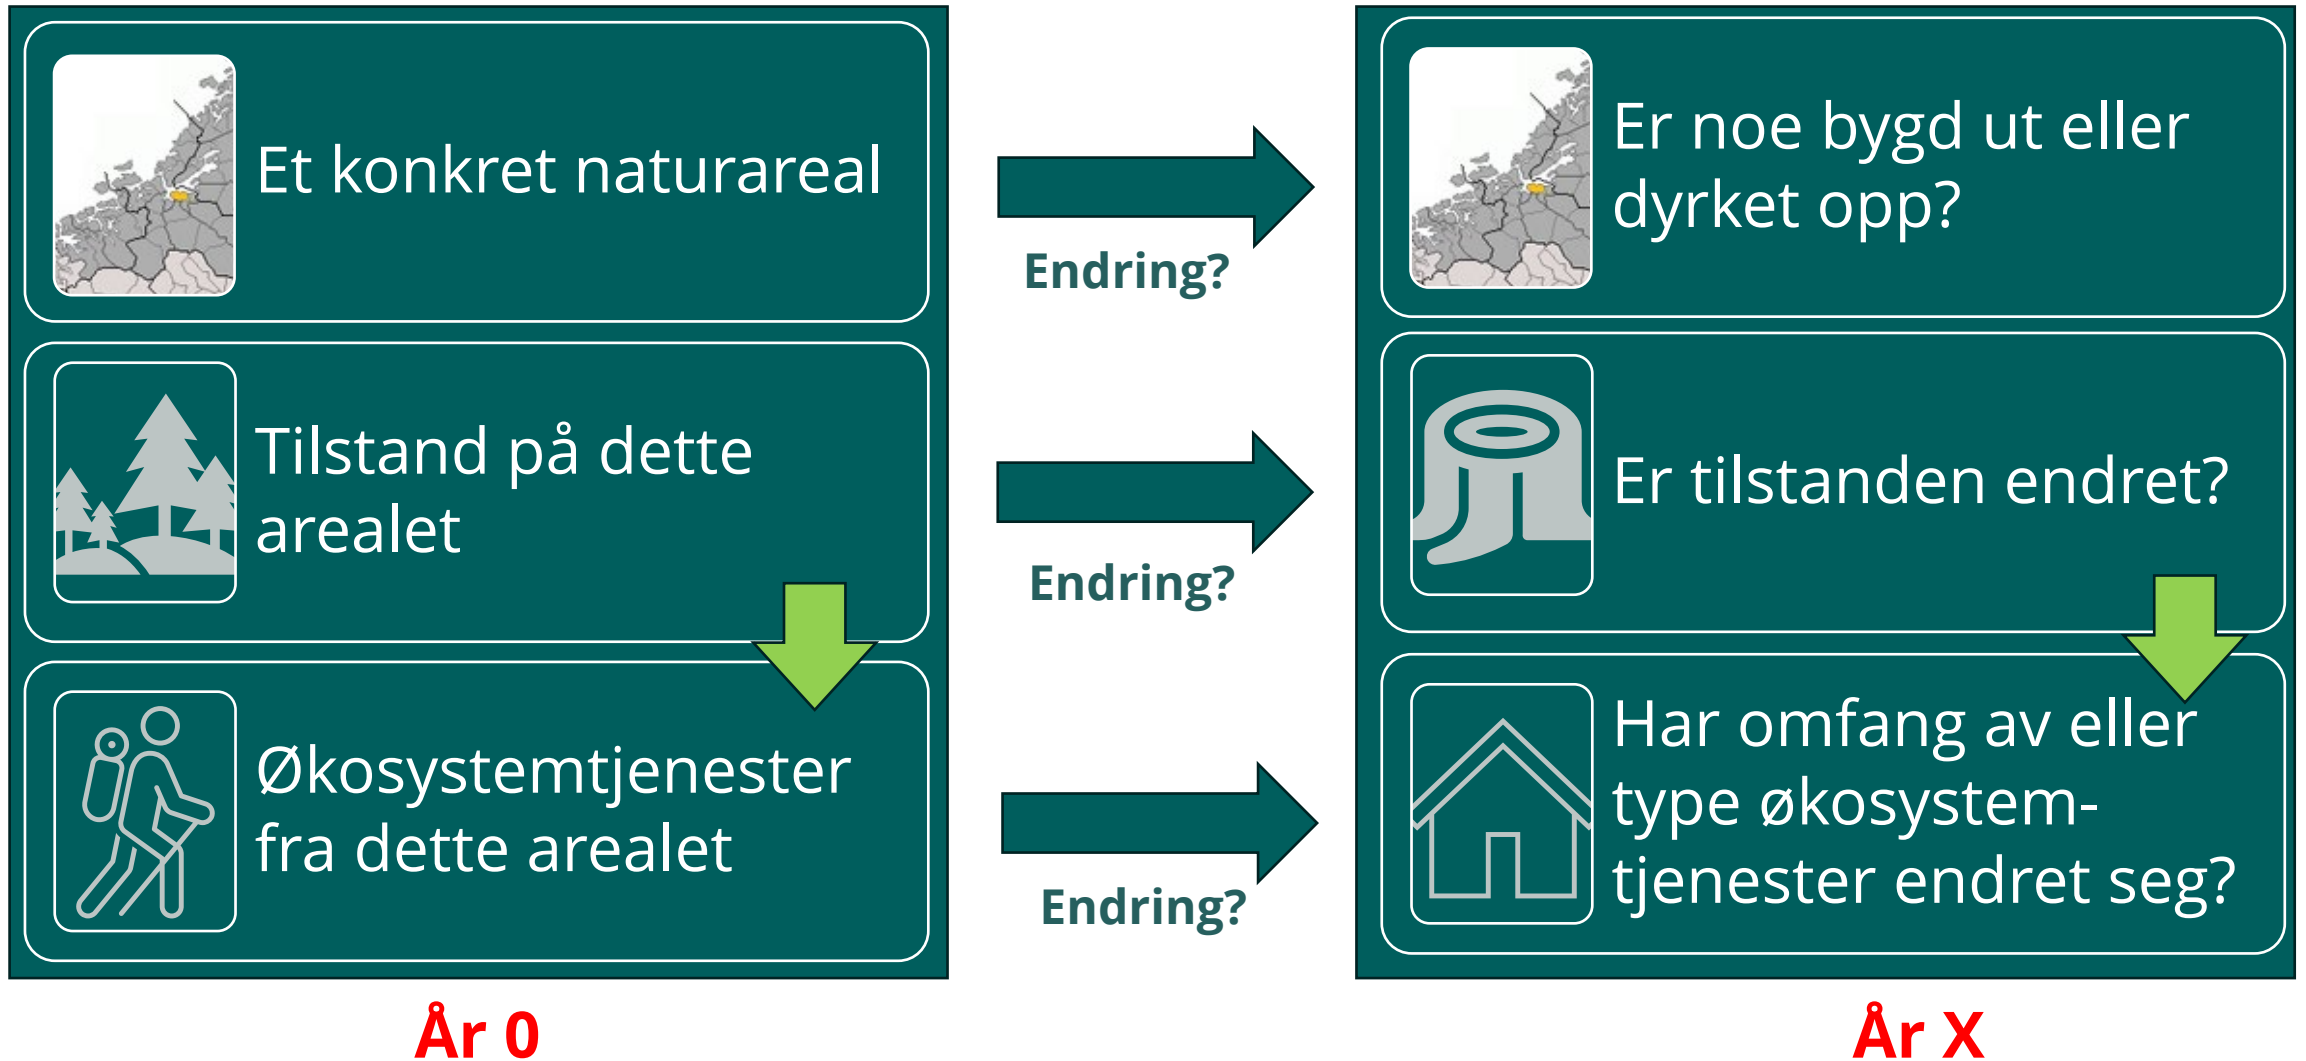 Et konkret naturareal
Tilstand på dette
arealet
Økosystemtjenester
fra dette arealet
År 0
Endring?
Endring?
Endring?
Er noe bygd ut eller
dyrket opp?
Er tilstanden endret?
Har omfang av eller
type økosystem-
tjenester endret seg?
År X